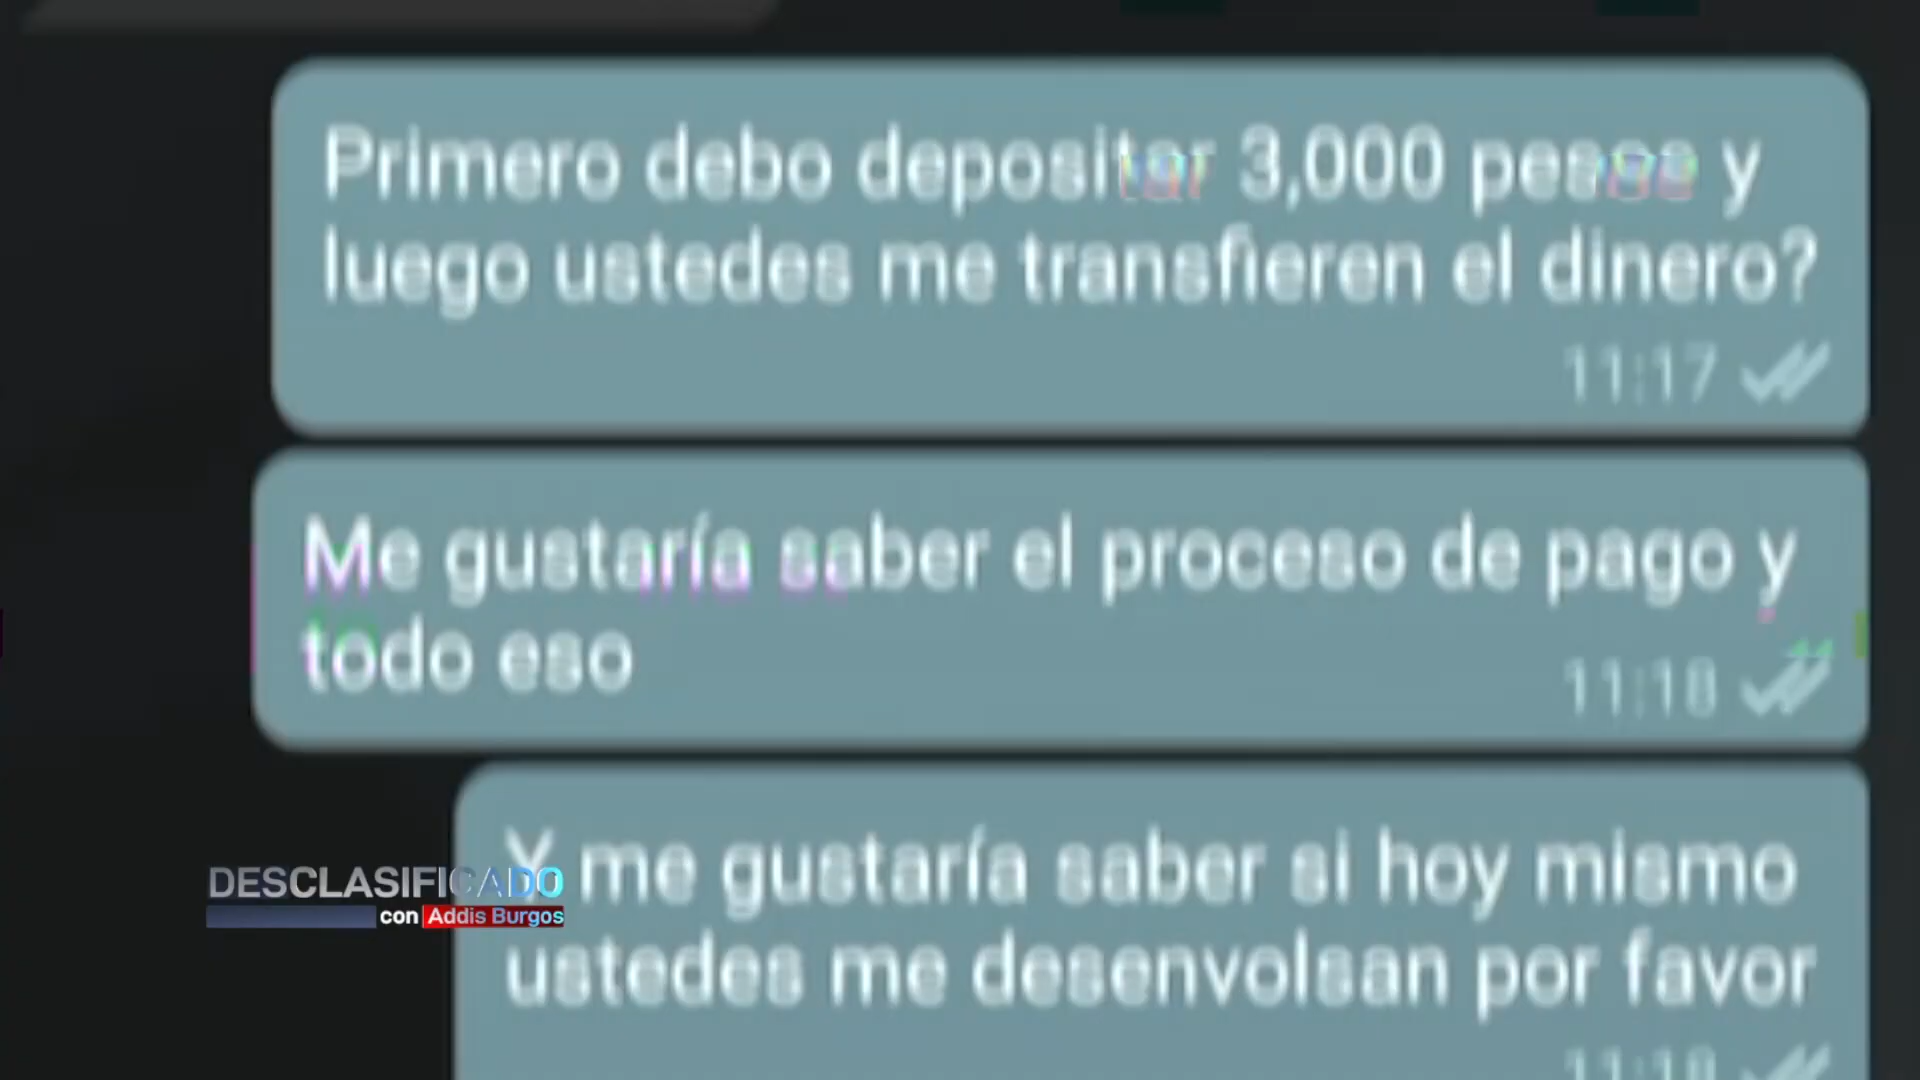 Primero debo depositar 3,000 pesos y
luego ustedes me transfieren el dinero?
11:17
Me gustaría saber el proceso de pago y
todo eso
11:18
Y me gustaría saber si hoy mismo
ustedes me desenvolsan por favor
11:18
DESCLASIFICADO
con Addis Burgos